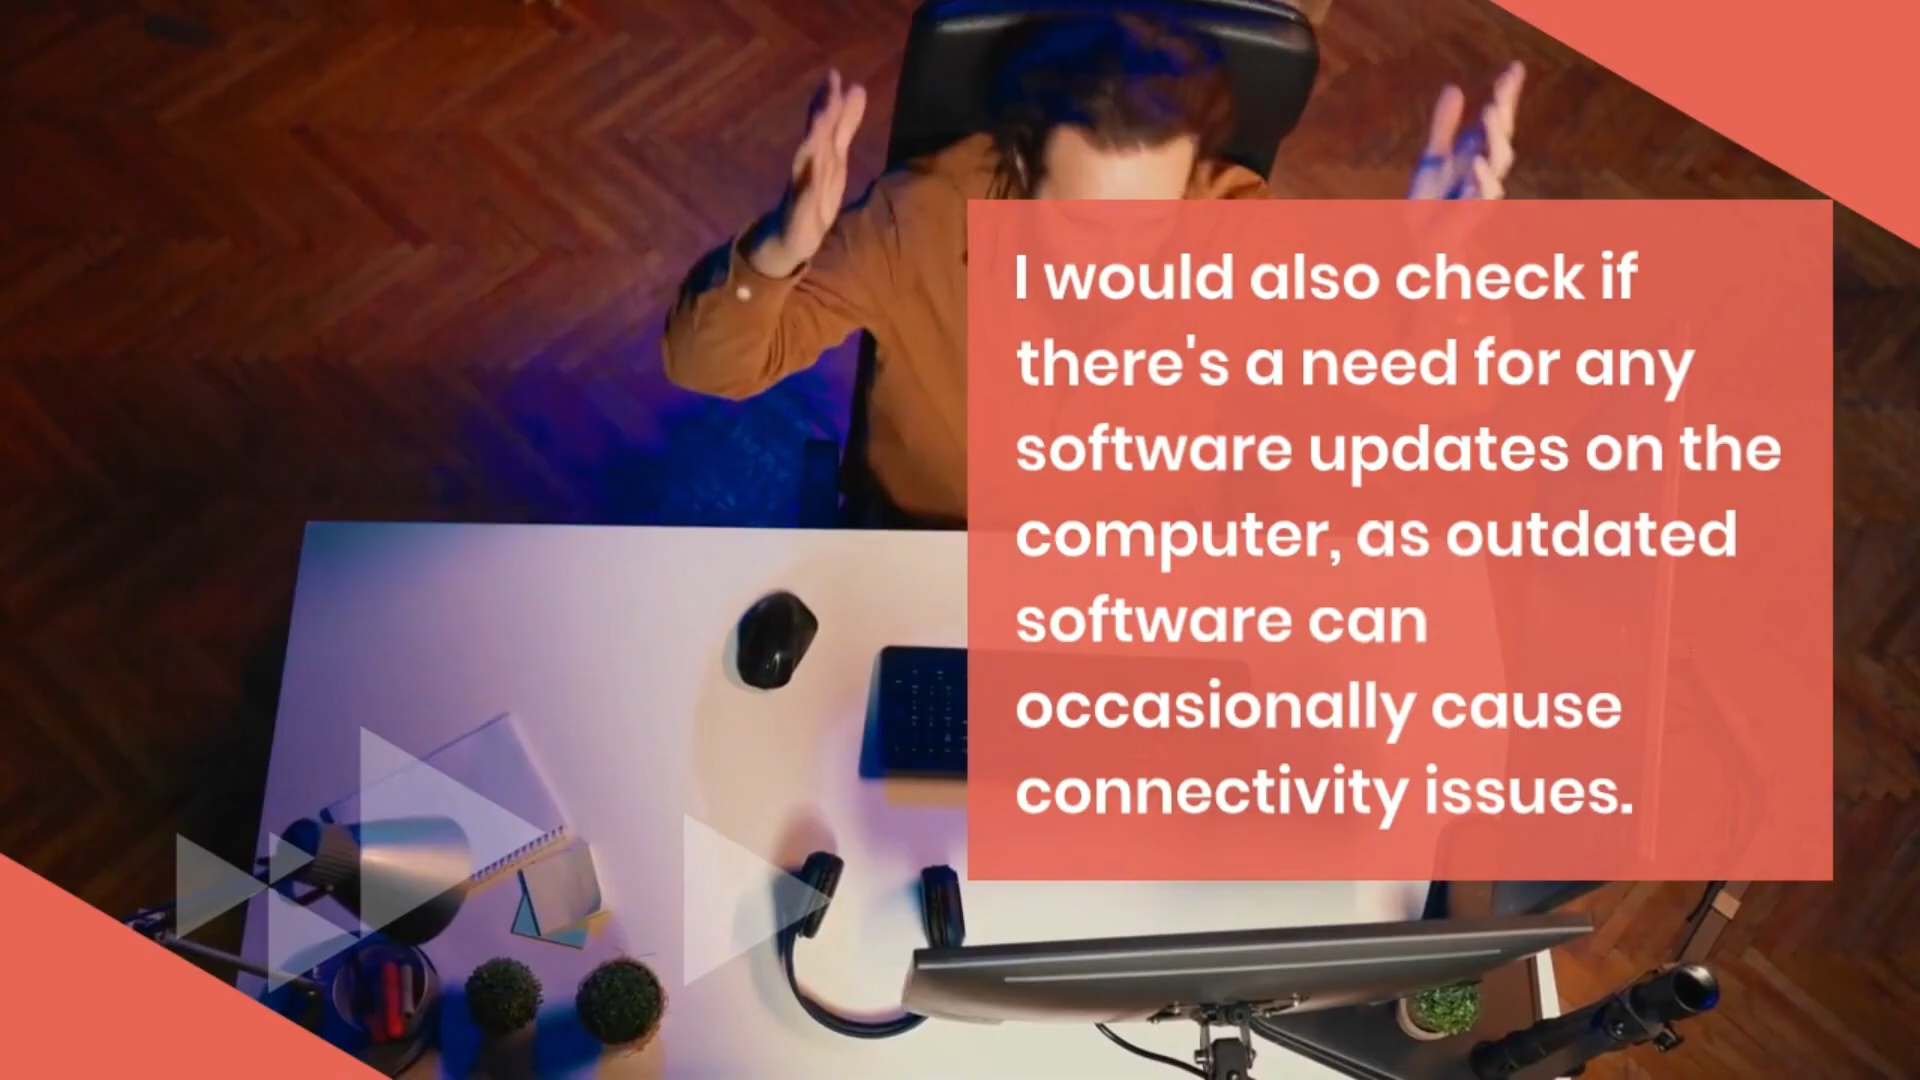 I would also check if
there's a need for any
software updates on the
computer, as outdated
software can
occasionally cause
connectivity issues.